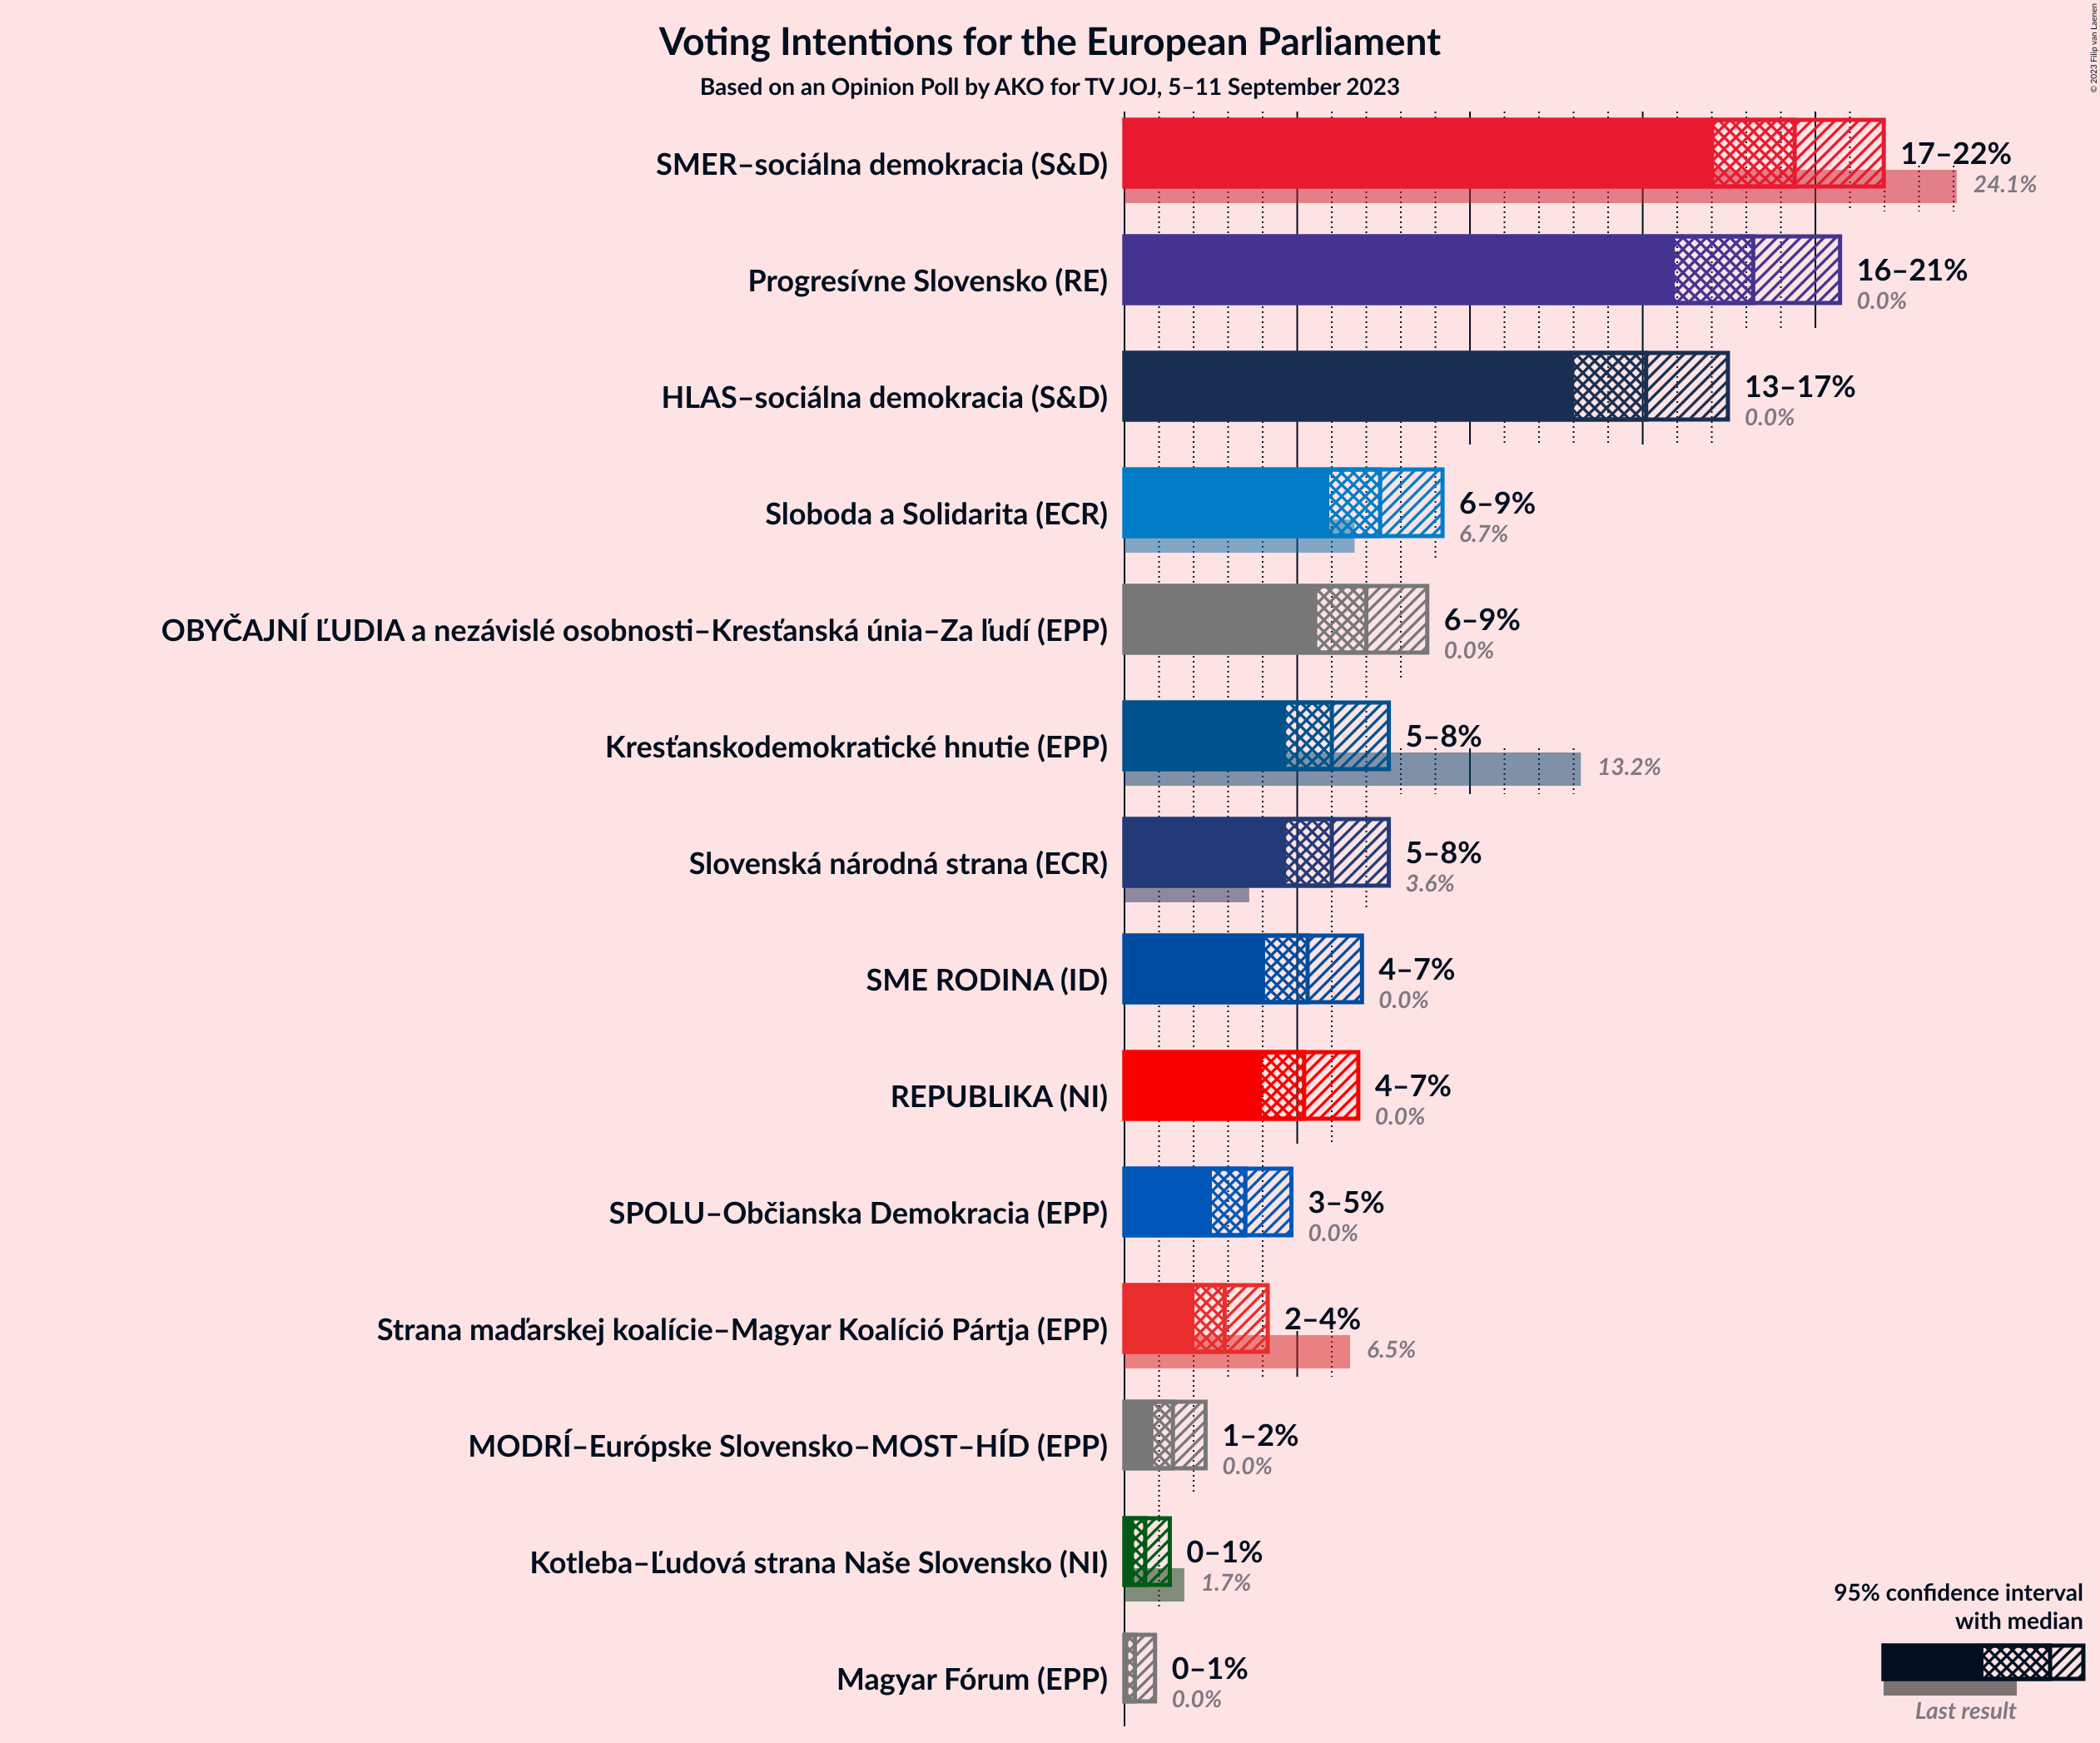 Voting Intentions for the European Parliament
Based on an Opinion Poll by AKO for TV JOJ, 5–11 September 2023
© 2023 Filip van Laenen
SMER–sociálna demokracia (S&D)
17–22%
24.1%
Progresívne Slovensko (RE)
16–21%
0.0%
HLAS–sociálna demokracia (S&D)
13–17%
0.0%
Sloboda a Solidarita (ECR)
6–9%
6.7%
OBYČAJNÍ ĽUDIA a nezávislé osobnosti–Kresťanská únia–Za ľudí (EPP)
6–9%
0.0%
Kresťanskodemokratické hnutie (EPP)
5–8%
13.2%
Slovenská národná strana (ECR)
5–8%
3.6%
SME RODINA (ID)
4–7%
0.0%
REPUBLIKA (NI)
4–7%
0.0%
SPOLU–Občianska Demokracia (EPP)
3–5%
0.0%
Strana maďarskej koalície–Magyar Koalíció Pártja (EPP)
2–4%
6.5%
MODRÍ–Európske Slovensko–MOST–HÍD (EPP)
1–2%
0.0%
Kotleba–Ľudová strana Naše Slovensko (NI)
0–1%
1.7%
Magyar Fórum (EPP)
0–1%
0.0%
95% confidence interval
with median
Last result